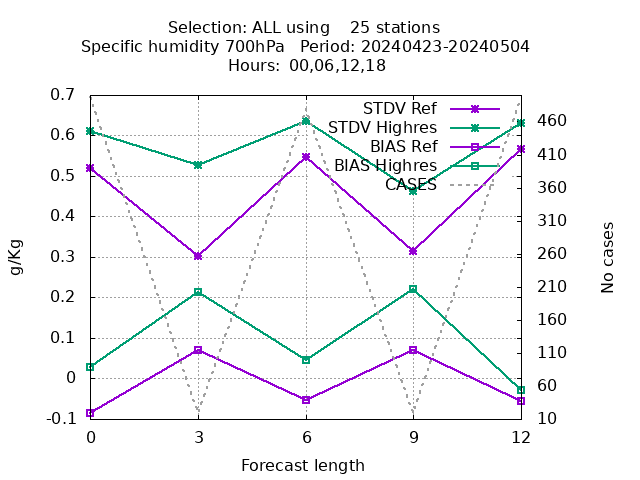 Selection: ALL using    25 stations
Specific humidity 700hPa   Period: 20240423-20240504
Hours: 00,06,12,18
0.7
0.6
0.5
0.4
0.3
0.2
0.1
0
-0.1
g/Kg
STDV Ref
STDV Highres
BIAS Ref
BIAS Highres
CASES
460
410
360
310
260
210
160
110
60
10
No cases
0 3 6 9 12
Forecast length